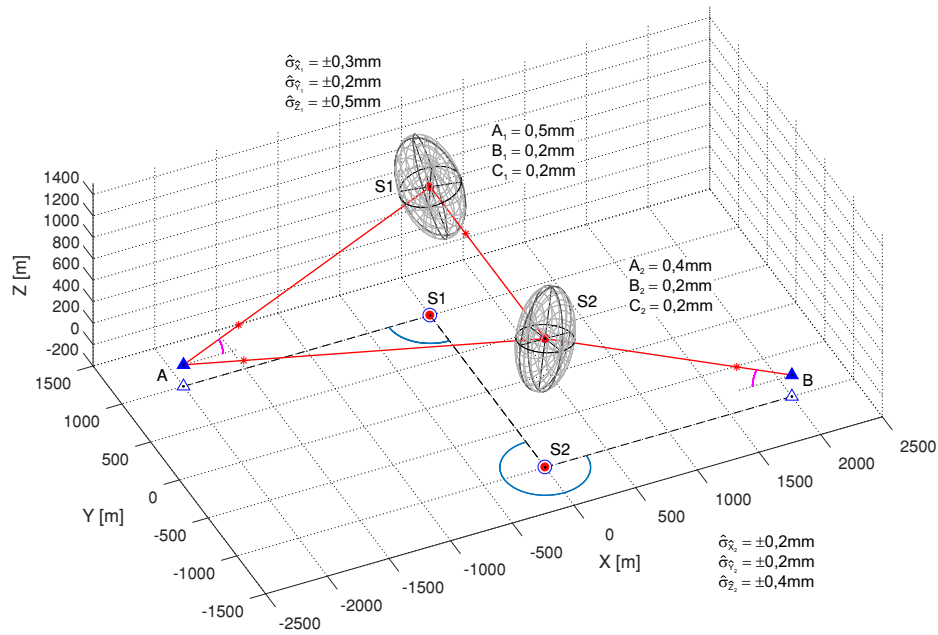 σ̂X̂₁ = ±0,3mm
σ̂Ŷ₁ = ±0,2mm
σ̂Ẑ₁ = ±0,5mm
A₁ = 0,5mm
B₁ = 0,2mm
C₁ = 0,2mm
S1
A₂ = 0,4mm
B₂ = 0,2mm
C₂ = 0,2mm
S2
S1
A
B
S2
Z [m]
1400
1200
1000
800
600
400
200
0
-200
1500
1000
500
0
-500
-1000
-1500
Y [m]
-2500
-2000
-1500
-1000
-500
0
500
1000
1500
2000
2500
X [m]
σ̂X̂₂ = ±0,2mm
σ̂Ŷ₂ = ±0,2mm
σ̂Ẑ₂ = ±0,4mm